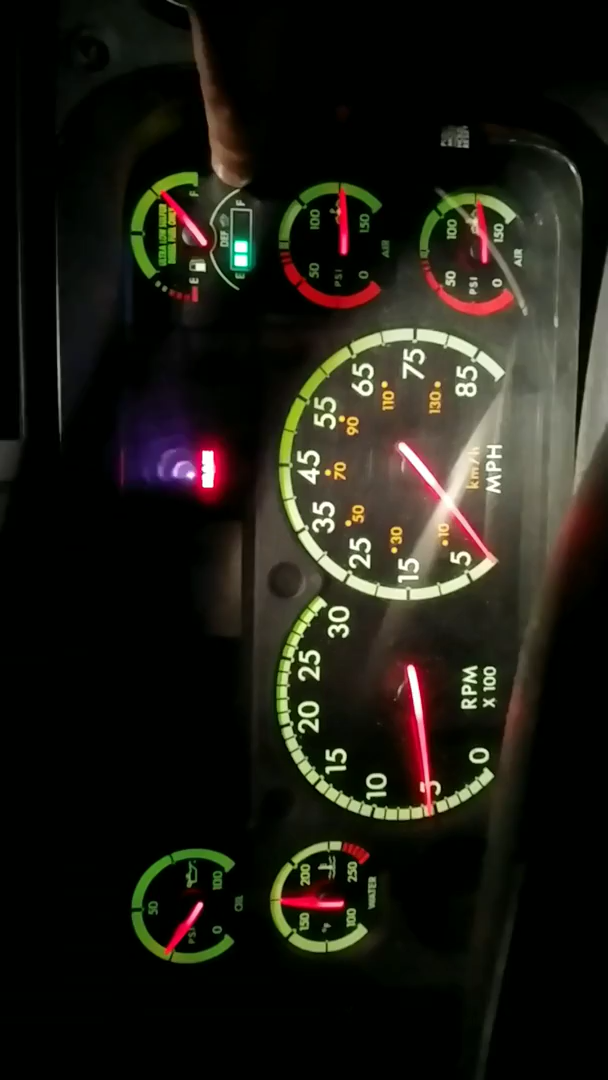 50
0
100
PSI
OIL
150
200
100
250
°F
WATER
0
5
10
15
20
25
30
RPM
X 100
5
15
25
35
45
55
65
75
85
10
30
50
70
90
110
130
km/h
MPH
BRAKE
ULTRA LOW SULFUR
DIESEL FUEL ONLY
E
F
DEF
E
F
50
100
0
150
PSI
AIR
50
100
0
150
PSI
AIR